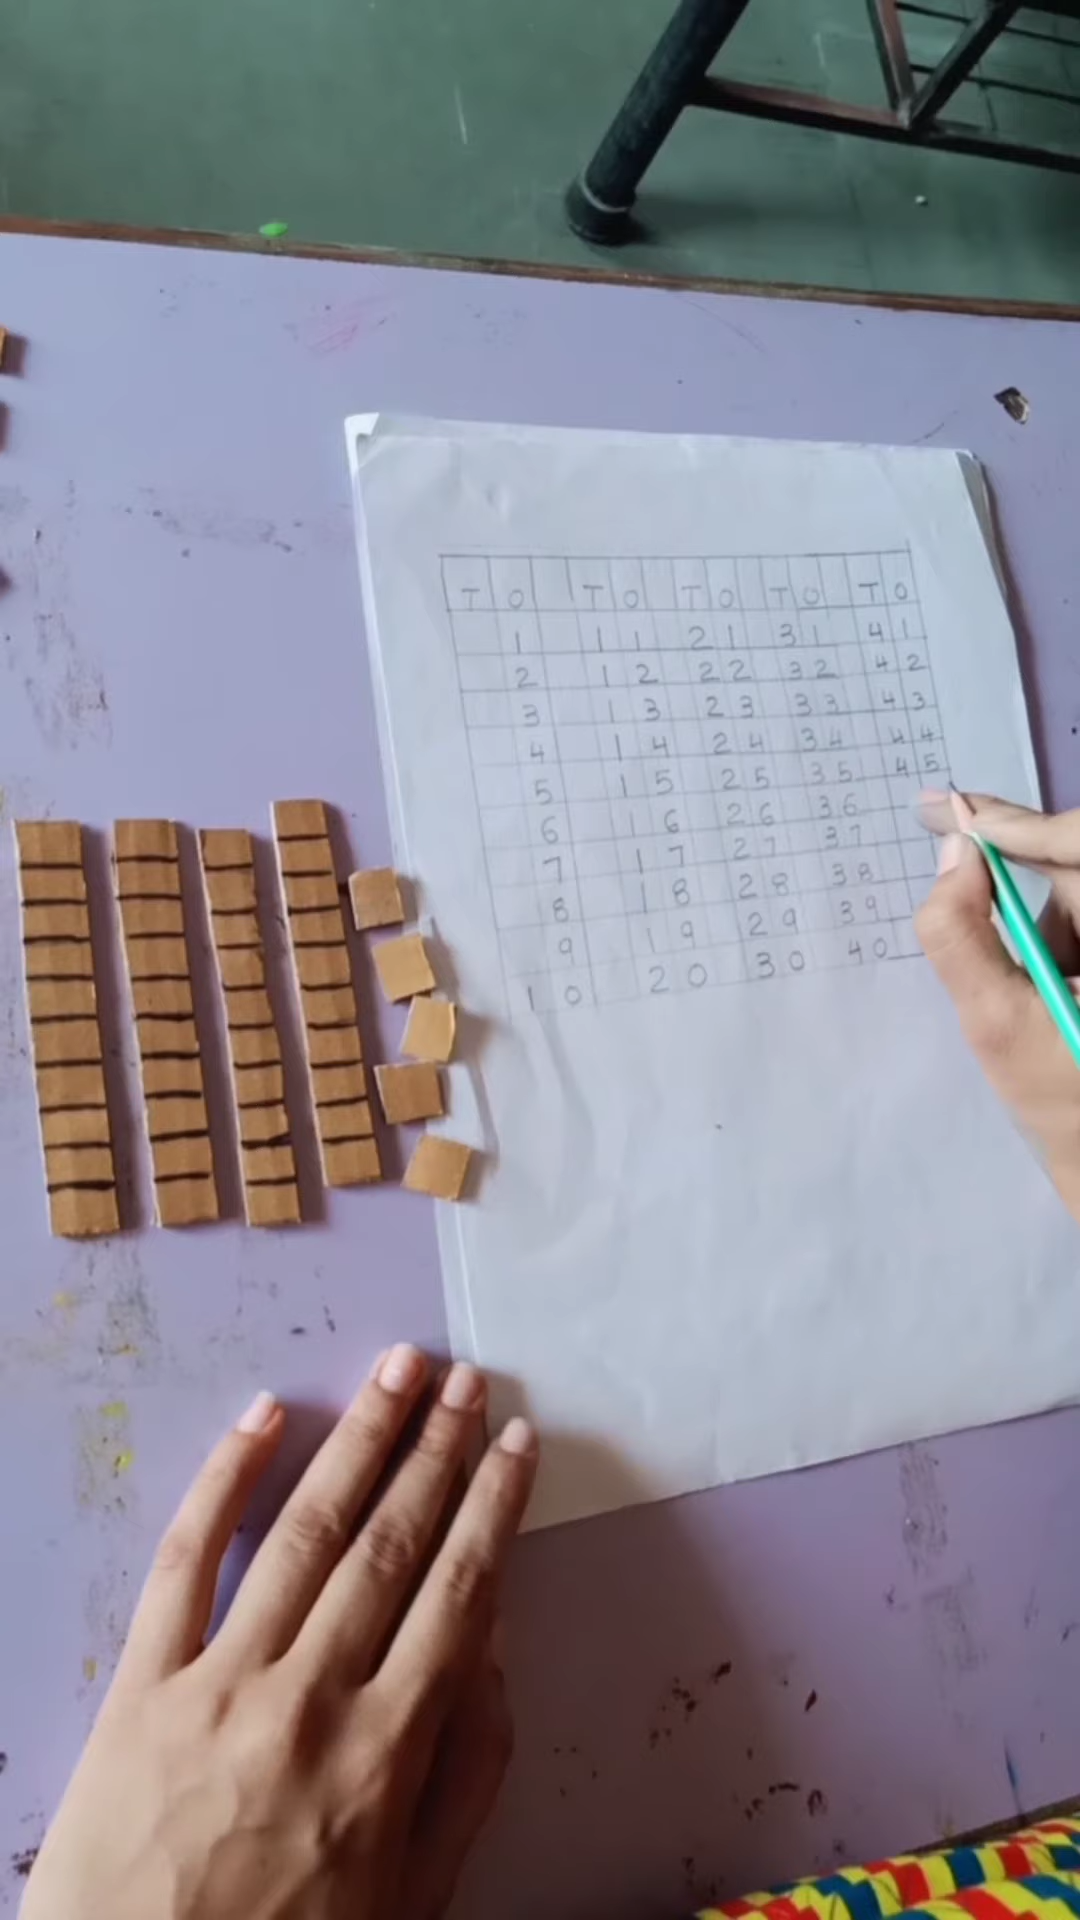 T O T O T O T O T O
1 1 1 2 1 3 1 4 1
2 1 2 2 2 3 2 4 2
3 1 3 2 3 3 3 4 3
4 1 4 2 4 3 4 4 4
5 1 5 2 5 3 5 4 5
6 1 6 2 6 3 6
7 1 7 2 7 3 7
8 1 8 2 8 3 8
9 1 9 2 9 3 9
1 0 2 0 3 0 4 0